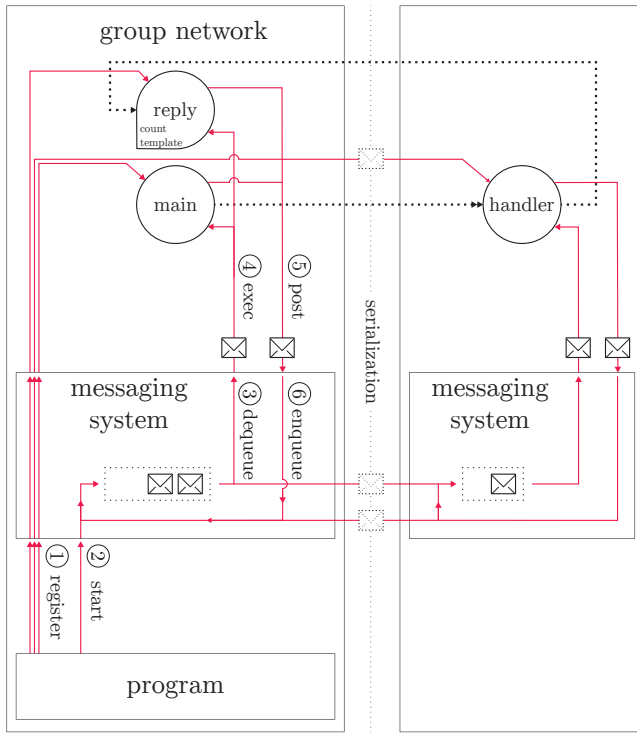 group network
reply
count
template
main
handler
④ exec
⑤ post
serialization
messaging
system
③ dequeue
⑥ enqueue
messaging
system
① register
② start
program